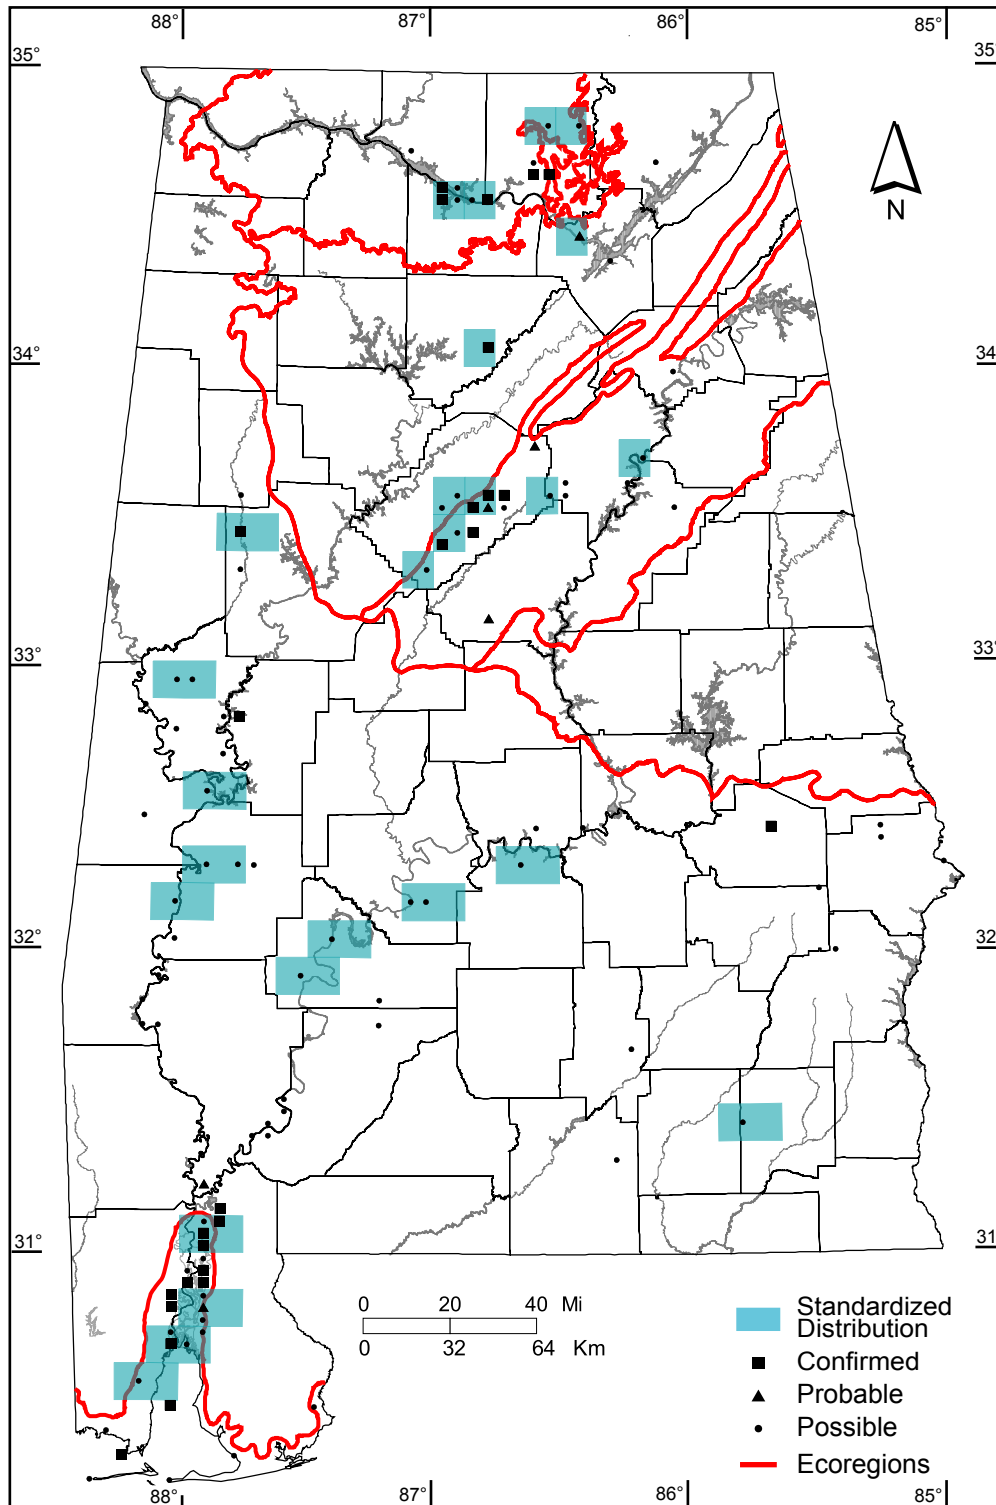 88° 87° 86° 85°
35° 35°
N
34° 34
33° 33°
32° 32
31° 31
0 20 40 Mi
0 32 64 Km
Standardized
Distribution
Confirmed
Probable
Possible
Ecoregions
88° 87° 86° 85°